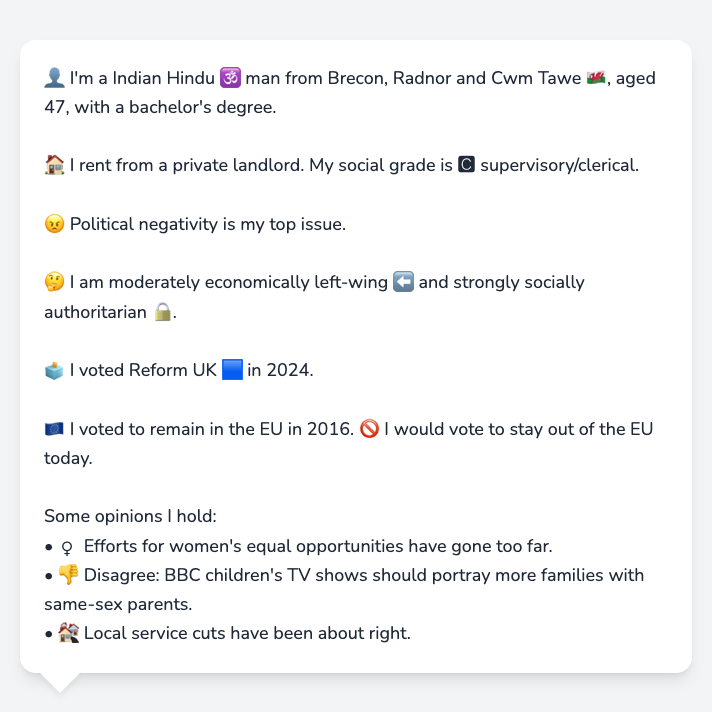 👤 I'm a Indian Hindu 🕉️ man from Brecon, Radnor and Cwm Tawe 🏴󠁧󠁢󠁷󠁬󠁳󠁿, aged
47, with a bachelor's degree.
🏠 I rent from a private landlord. My social grade is 🅲 supervisory/clerical.
😠 Political negativity is my top issue.
🤔 I am moderately economically left-wing ⬅️ and strongly socially
authoritarian 🔒.
🗳️ I voted Reform UK 🟦 in 2024.
🇪🇺 I voted to remain in the EU in 2016. 🚫 I would vote to stay out of the EU
today.
Some opinions I hold:
• ♀ Efforts for women's equal opportunities have gone too far.
• 👎 Disagree: BBC children's TV shows should portray more families with
same-sex parents.
• 🏚️ Local service cuts have been about right.